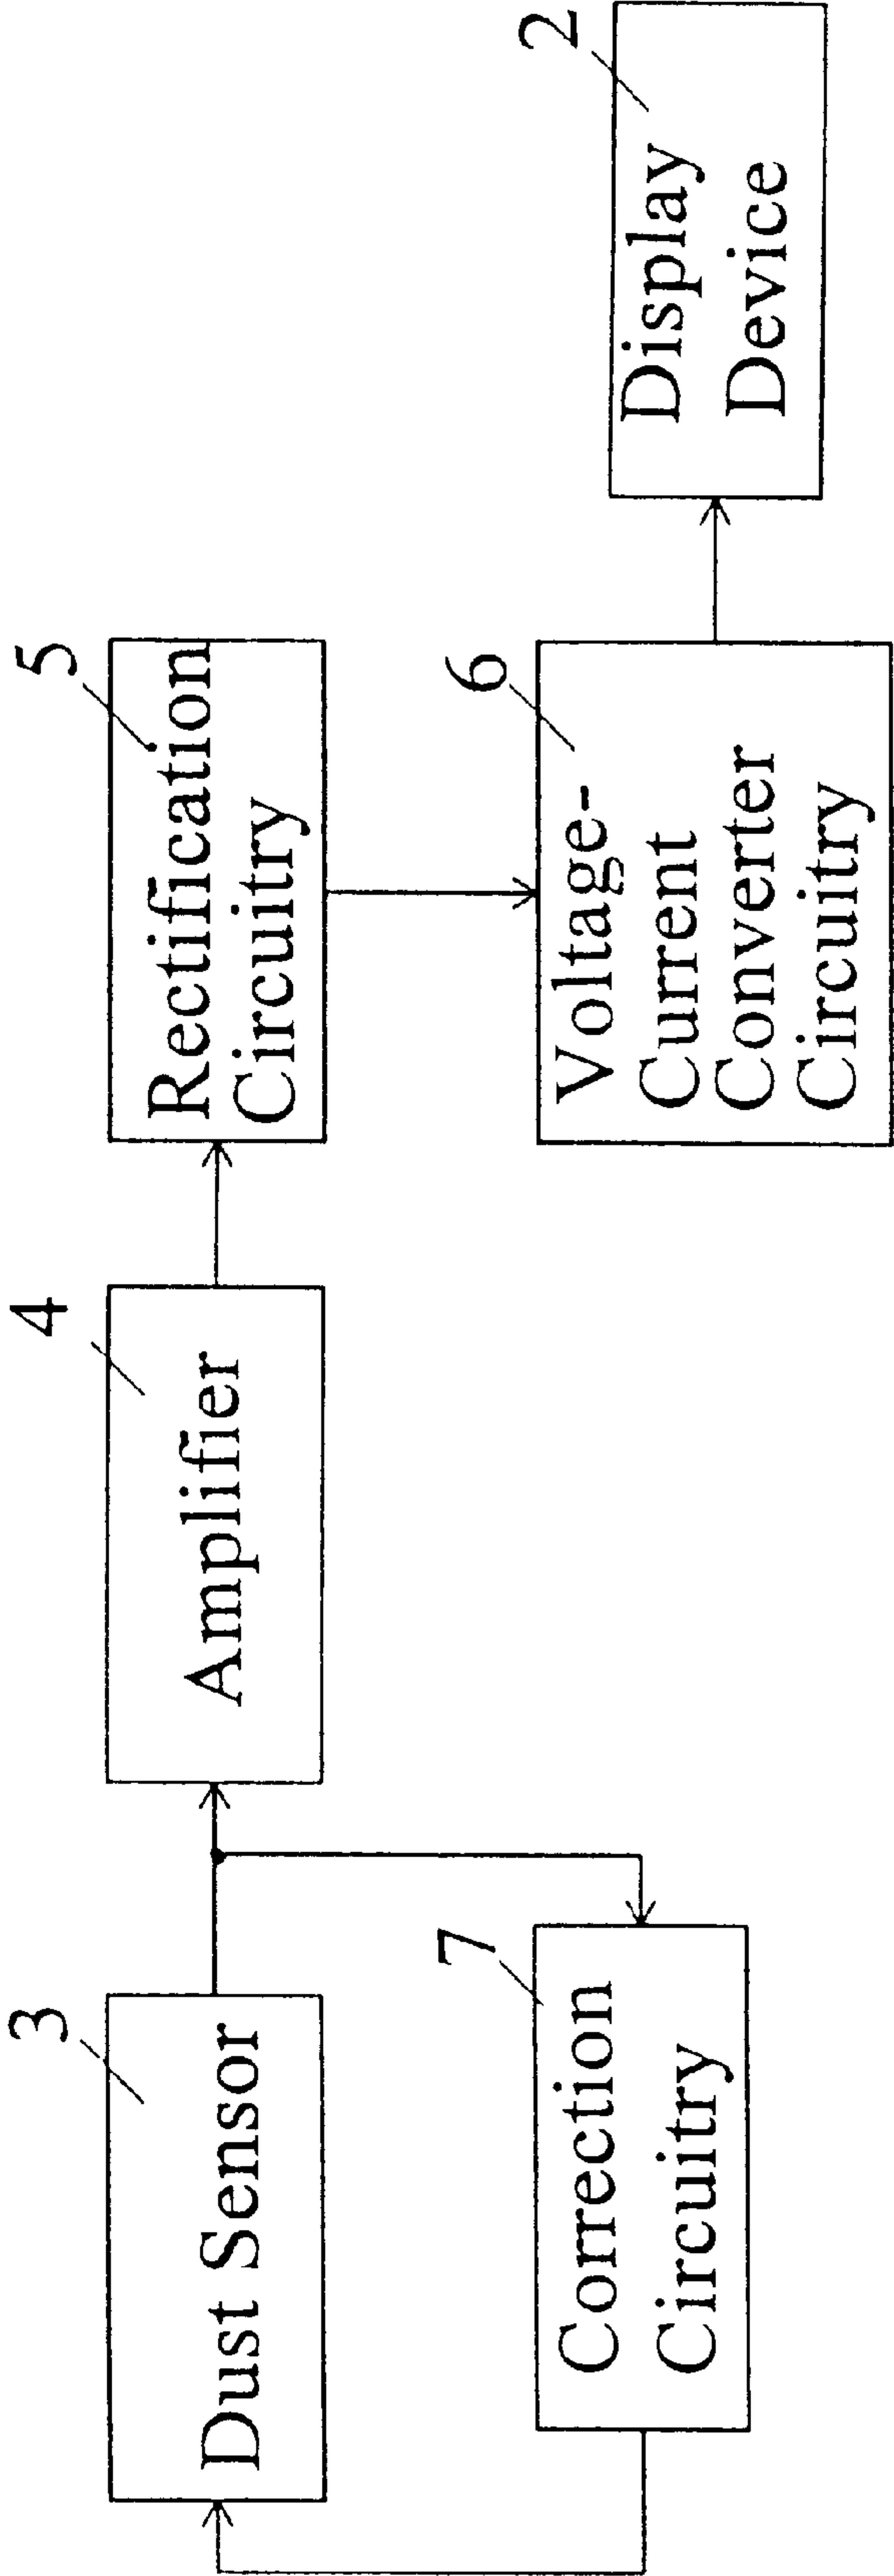 3
Dust Sensor
4
Amplifier
5
Rectification
Circuitry
7
Correction
Circuitry
6
Voltage-
Current
Converter
Circuitry
2
Display
Device